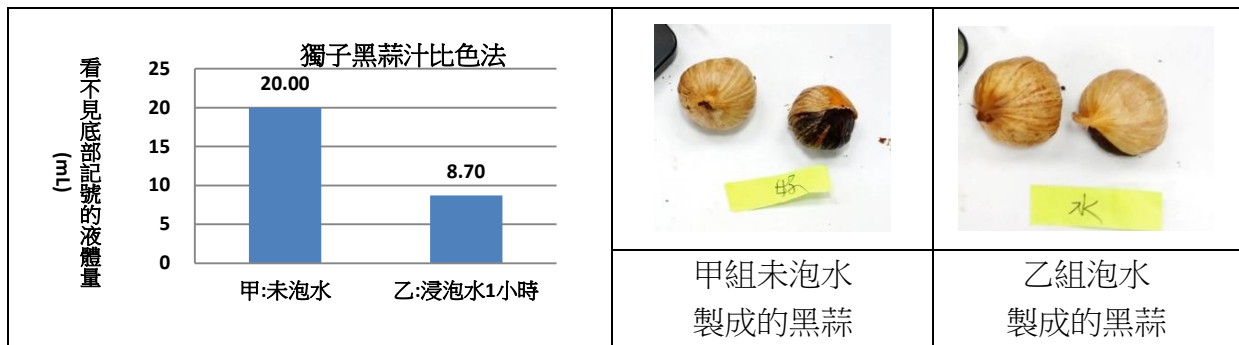 獨子黑蒜汁比色法
看不見底部記號的液體量
(mL)
25
20
15
10
5
0
20.00
8.70
甲:未泡水
乙:浸泡水1小時
水
甲組未泡水
製成的黑蒜
乙組泡水
製成的黑蒜